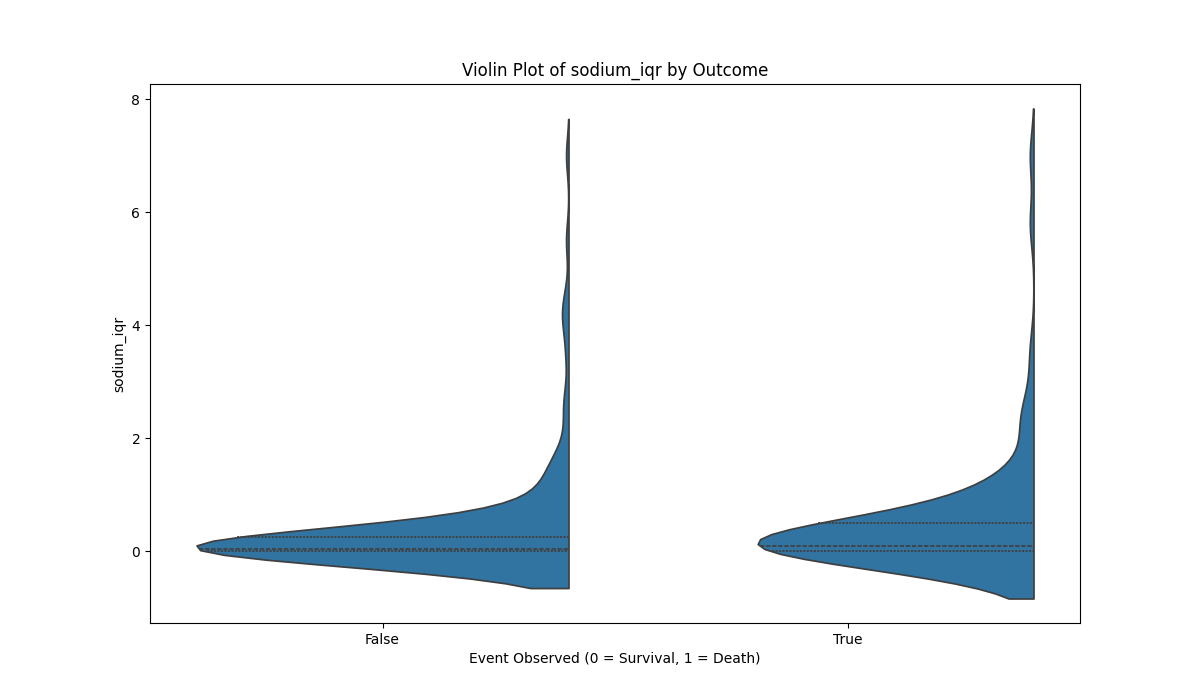 Violin Plot of sodium_iqr by Outcome
8
6
4
2
0
sodium_iqr
False True
Event Observed (0 = Survival, 1 = Death)